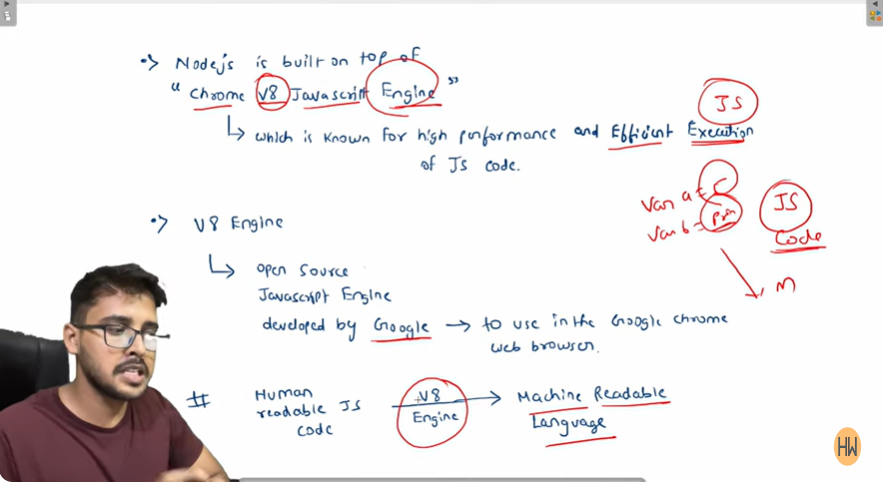 •> Nodejs is built on top of
“ Chrome V8 Javascript Engine ”
↳ which is known for high performance and Efficient Execution
of JS code.
JS
Var a = 5
Var b =
JS
Code
M
•> V8 Engine
↳ open source
Javascript Engine
developed by Google → to use in the Google chrome
web browser.
# Human
readable JS
code
V8
Engine
→ Machine Readable
Language
HW